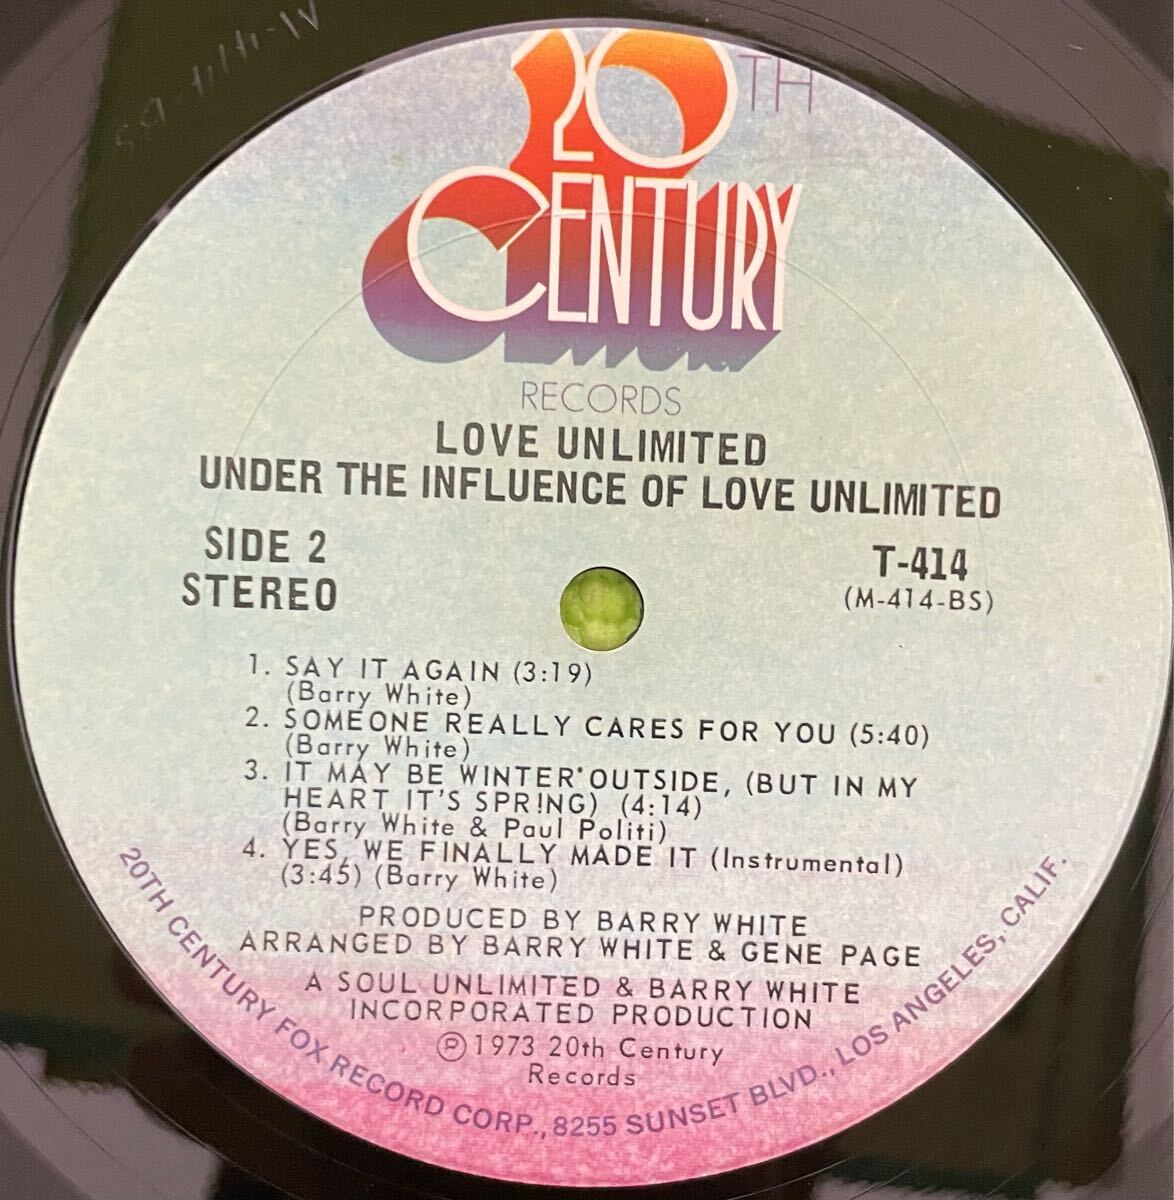 20TH
CENTURY
RECORDS
LOVE UNLIMITED
UNDER THE INFLUENCE OF LOVE UNLIMITED
SIDE 2
STEREO
T-414
(M-414-BS)
1. SAY IT AGAIN (3:19)
(Barry White)
2. SOMEONE REALLY CARES FOR YOU (5:40)
(Barry White)
3. IT MAY BE WINTER OUTSIDE, (BUT IN MY
HEART IT'S SPRING) (4:14)
(Barry White & Paul Politi)
4. YES, WE FINALLY MADE IT (Instrumental)
(3:45) (Barry White)
PRODUCED BY BARRY WHITE
ARRANGED BY BARRY WHITE & GENE PAGE
A SOUL UNLIMITED & BARRY WHITE
INCORPORATED PRODUCTION
Ⓟ 1973 20th Century
Records
20TH CENTURY FOX RECORD CORP., 8255 SUNSET BLVD., LOS ANGELES, CALIF.